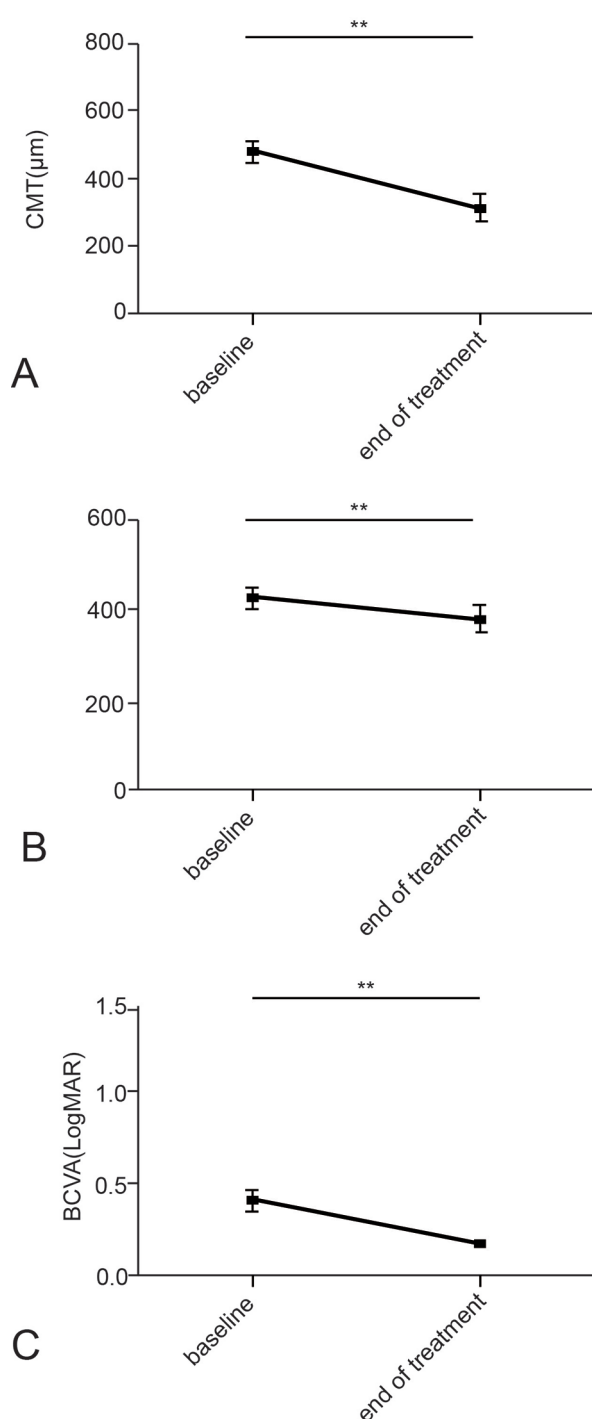 **
800
600
400
200
0
CMT(µm)
baseline
end of treatment
A
**
600
400
200
0
baseline
end of treatment
B
**
1.5
1.0
0.5
0.0
BCVA(LogMAR)
baseline
end of treatment
C